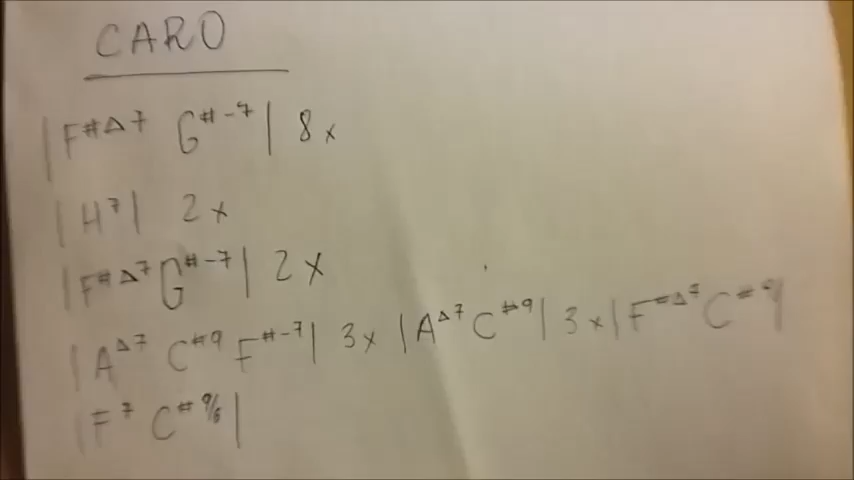 CARO
|F#Δ7 G#-7| 8x
|H7| 2x
|F#Δ7 G#-7| 2x
|AΔ7 C#9 F#-7| 3x |AΔ7 C#9| 3x |F#Δ7 C#9|
|F7 C#9/6|